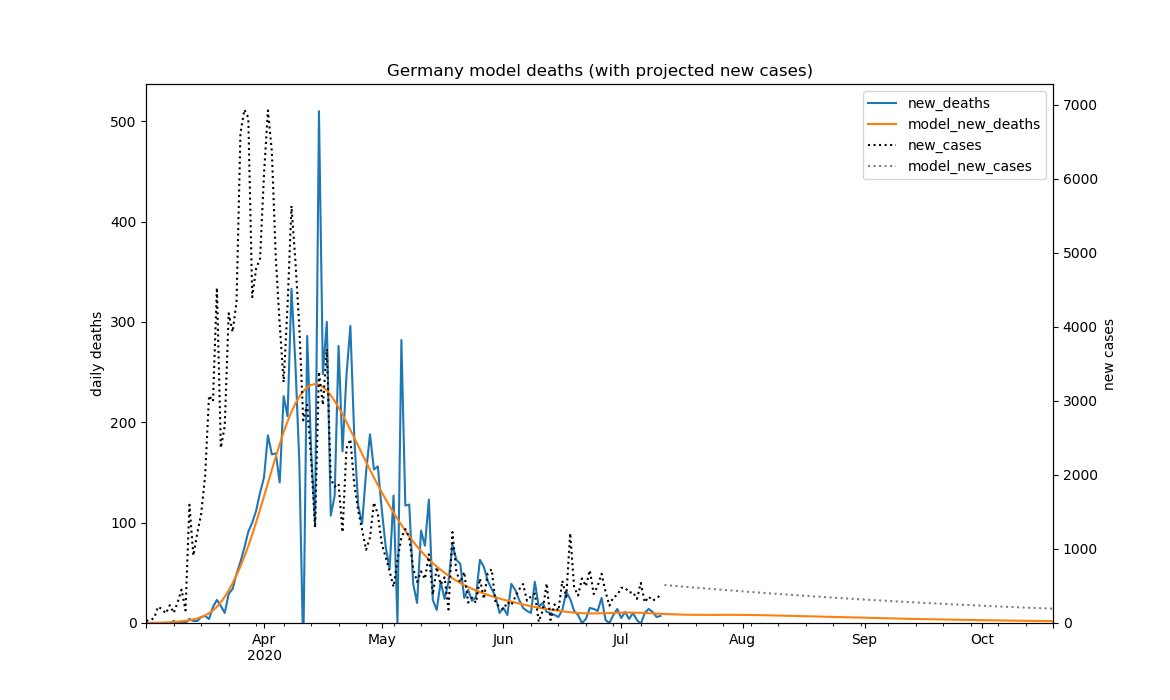 Germany model deaths (with projected new cases)
new_deaths
model_new_deaths
new_cases
model_new_cases
daily deaths
500
400
300
200
100
0
7000
6000
5000
4000
3000
2000
1000
0
new cases
Apr May Jun Jul Aug Sep Oct
2020